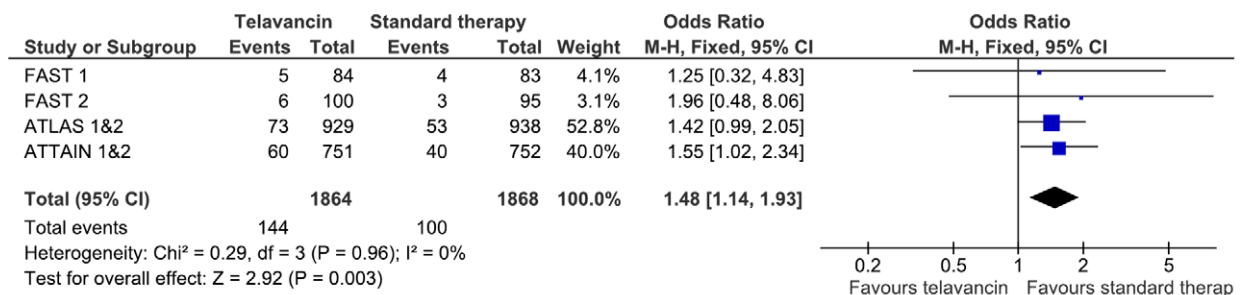 Telavancin Standard therapy Odds Ratio Odds Ratio
Study or Subgroup Events Total Events Total Weight M-H, Fixed, 95% CI M-H, Fixed, 95% CI
FAST 1 5 84 4 83 4.1% 1.25 [0.32, 4.83]
FAST 2 6 100 3 95 3.1% 1.96 [0.48, 8.06]
ATLAS 1&2 73 929 53 938 52.8% 1.42 [0.99, 2.05]
ATTAIN 1&2 60 751 40 752 40.0% 1.55 [1.02, 2.34]
Total (95% CI) 1864 1868 100.0% 1.48 [1.14, 1.93]
Total events 144 100
Heterogeneity: Chi² = 0.29, df = 3 (P = 0.96); I² = 0%
Test for overall effect: Z = 2.92 (P = 0.003)
0.2 0.5 1 2 5
Favours telavancin Favours standard therap